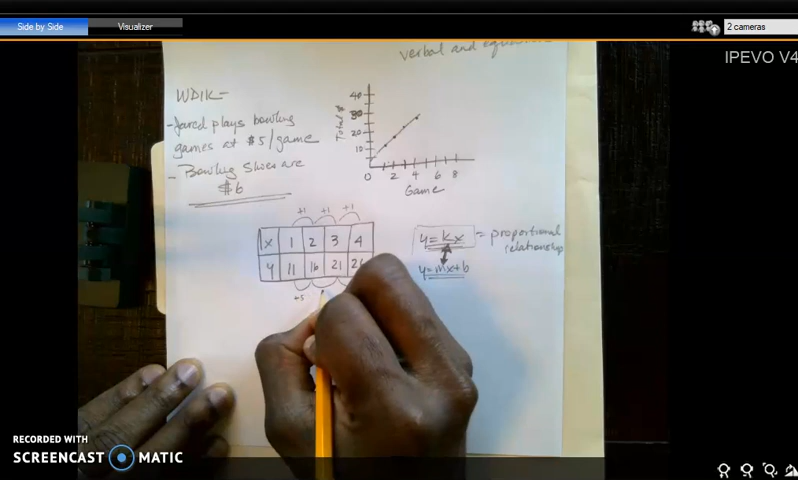 Side by Side
Visualizer
2 cameras
IPEVO V4
verbal and
WDIK-
- Jared plays bowling
games at $5/game
- Bowling shoes are
$6
Total $
40
30
20
10
0 2 4 6 8
Game
+1 +1 +1
x 1 2 3 4
y 11 16 21
+5
y = kx = proportional
relationship
y = mx+b
RECORDED WITH
SCREENCAST MATIC